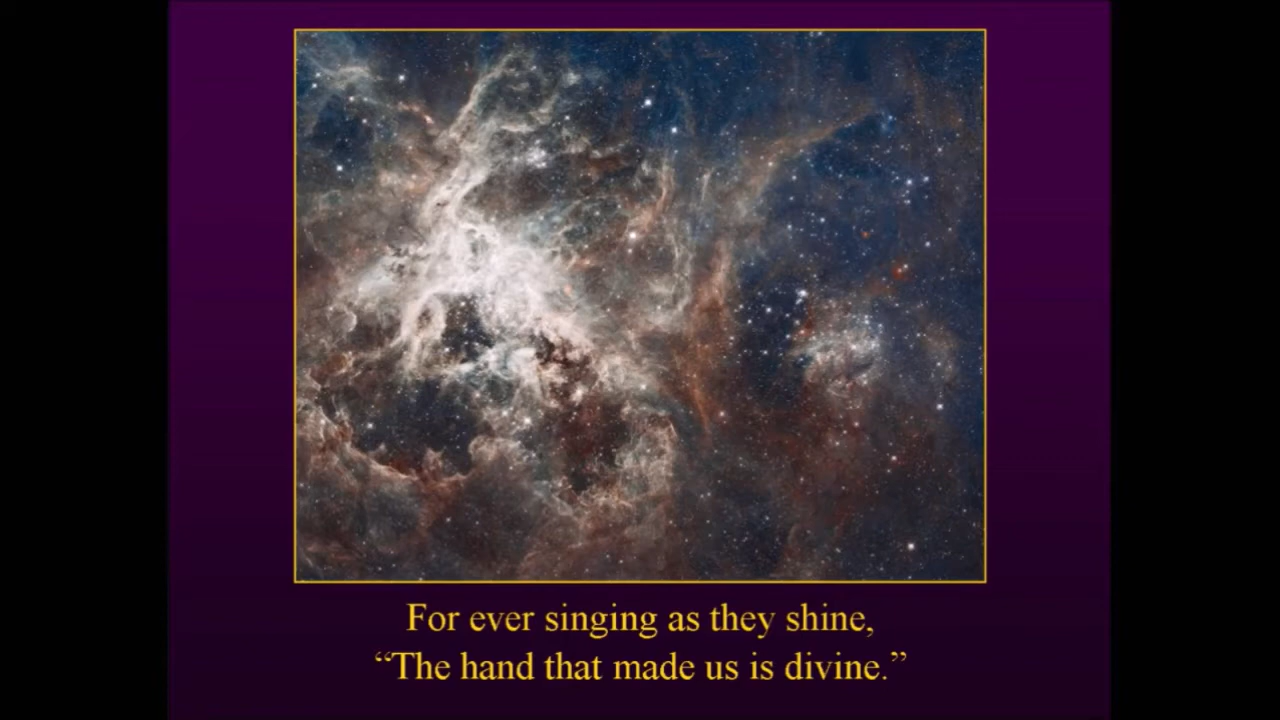 For ever singing as they shine,
“The hand that made us is divine.”